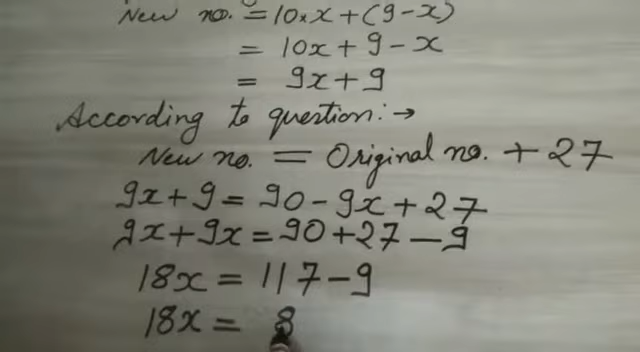 New no. = 10×x+(9-x)
= 10x+9-x
= 9x+9
According to question:→
New no. = Original no. + 27
9x+9=90-9x+27
9x+9x=90+27-9
18x = 117-9
18x = 8